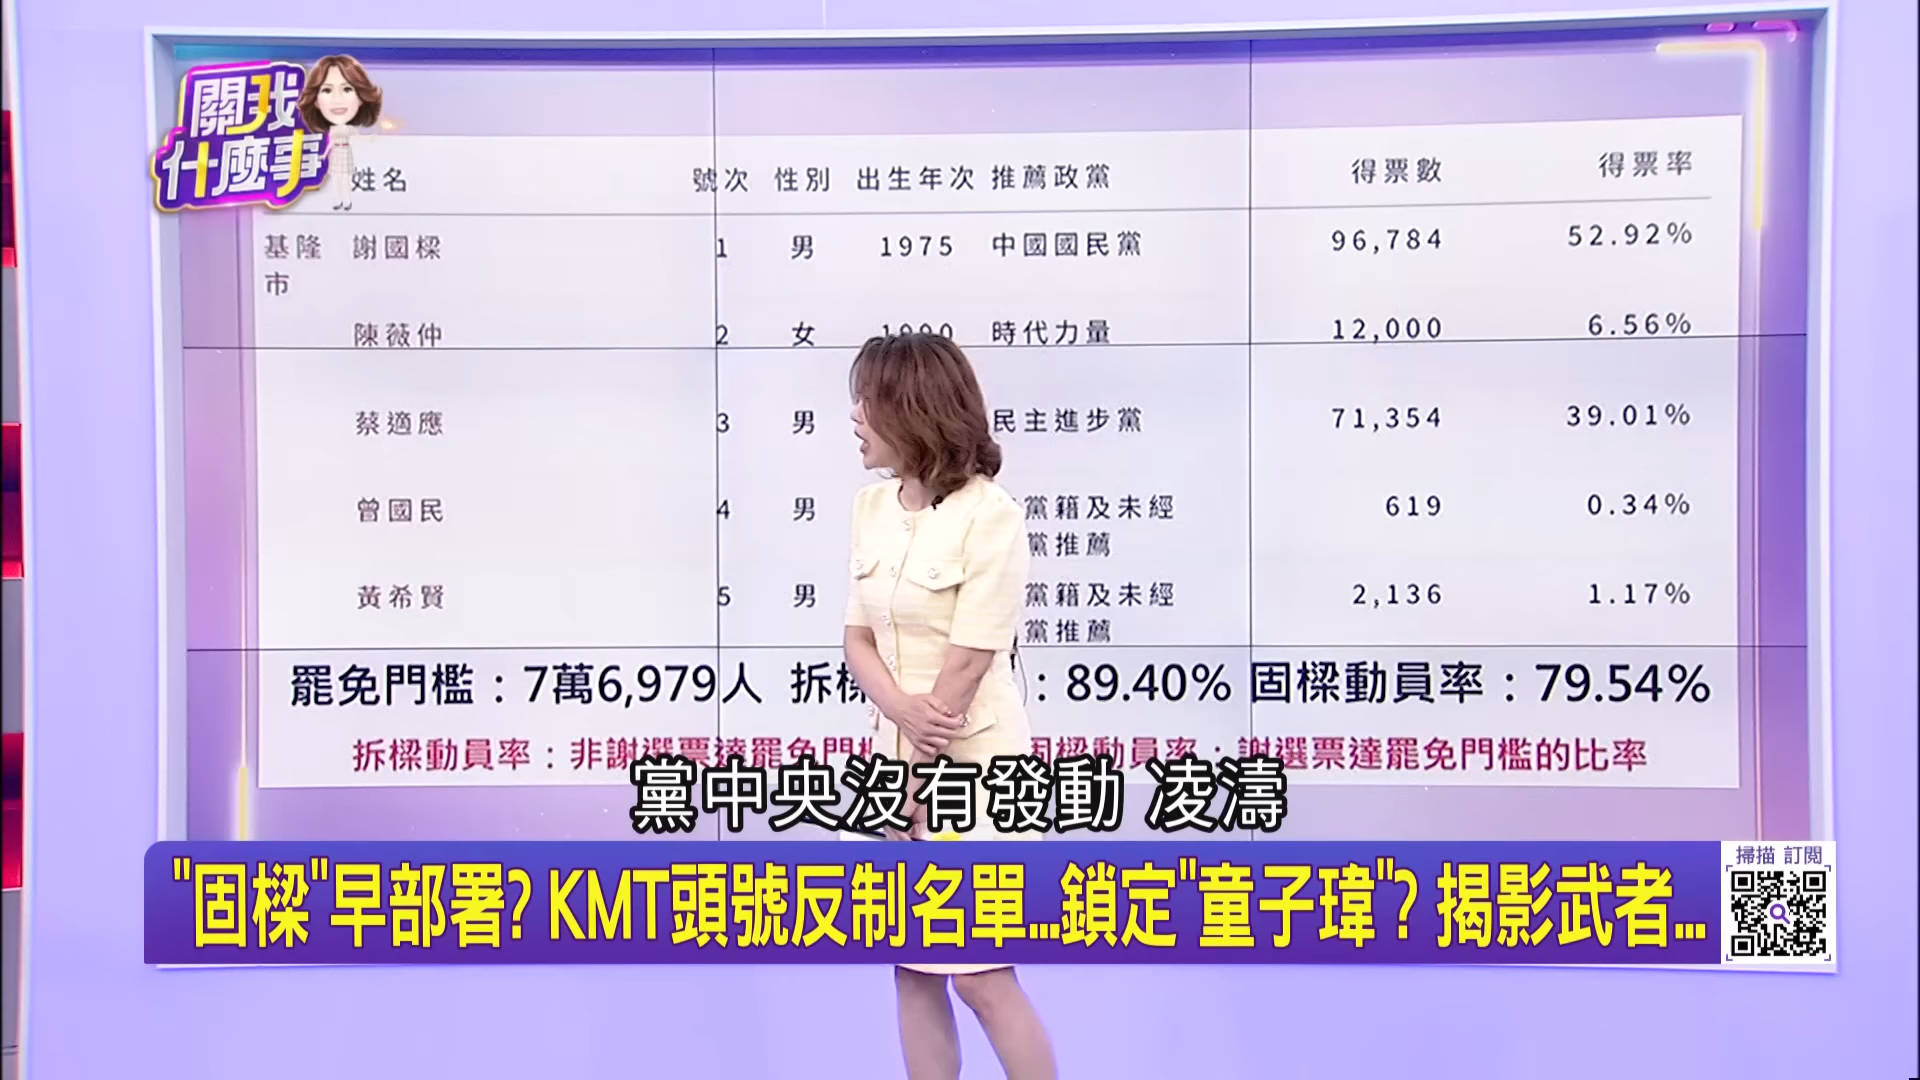 關我
什麼事
姓名 號次 性別 出生年次 推薦政黨 得票數 得票率
基隆市 謝國樑 1 男 1975 中國國民黨 96,784 52.92%
陳薇仲 2 女 1990 時代力量 12,000 6.56%
蔡適應 3 男 民主進步黨 71,354 39.01%
曾國民 4 男 黨籍及未經 619 0.34%
黨推薦
黃希賢 5 男 黨籍及未經 2,136 1.17%
黨推薦
罷免門檻：7萬6,979人 拆樑 ：89.40% 固樑動員率：79.54%
拆樑動員率：非謝選票達罷免門檻 固樑動員率：謝選票達罷免門檻的比率
黨中央沒有發動 凌濤
"固樑"早部署? KMT頭號反制名單...鎖定"童子瑋"? 揭影武者...
掃描 訂閱